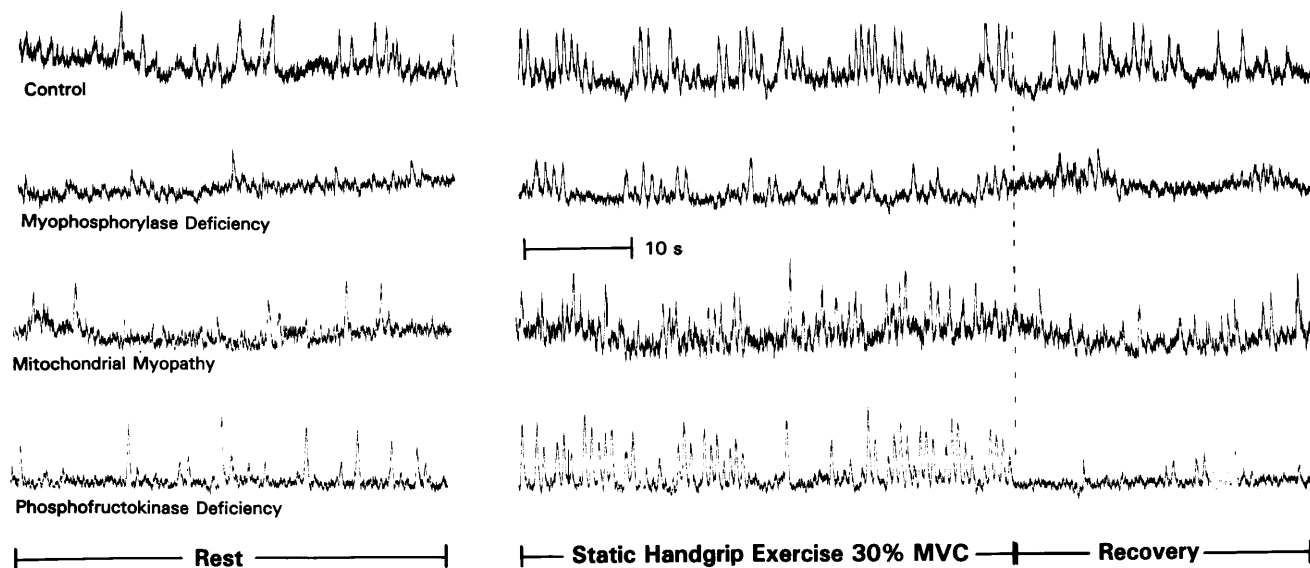 Control
Myophosphorylase Deficiency
10 s
Mitochondrial Myopathy
Phosphofructokinase Deficiency
Rest
Static Handgrip Exercise 30% MVC
Recovery